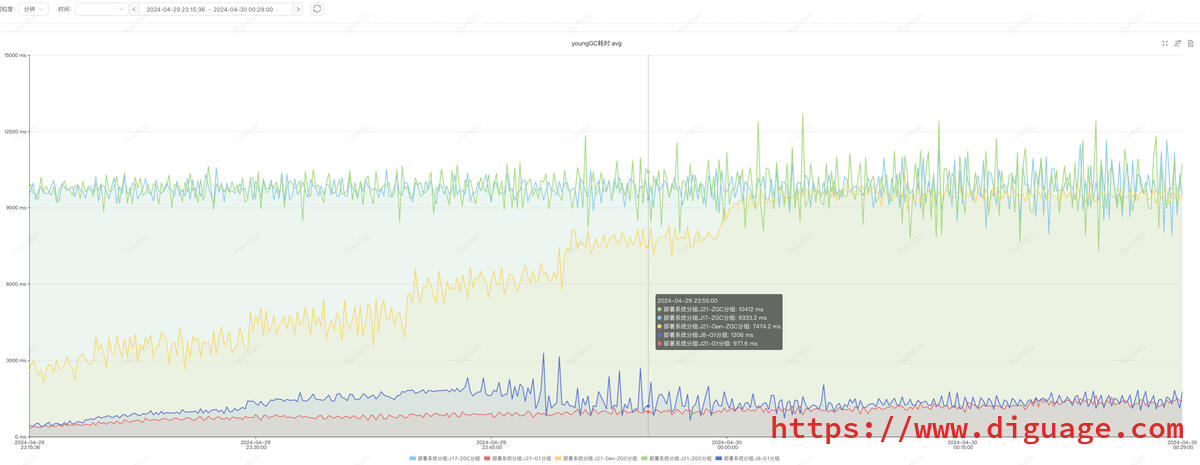 粒度: 分钟 时间: 2024-04-29 23:15:36 - 2024-04-30 00:29:00
youngGC耗时 avg
15000 ms
12000 ms
9000 ms
6000 ms
3000 ms
0 ms
2024-04-29 23:55:00
部署系统分组:J21-ZGC分组: 10412 ms
部署系统分组:J17-ZGC分组: 9333.2 ms
部署系统分组:J21-Gen-ZGC分组: 7474.2 ms
部署系统分组:J8-G1分组: 1206 ms
部署系统分组:J21-G1分组: 977.6 ms
https://www.diguage.com
2024-04-29
23:15:36
2024-04-29
23:30:00
2024-04-29
23:45:00
2024-04-30
00:00:00
2024-04-30
00:15:00
2024-04-30
00:29:00
部署系统分组:J17-ZGC分组 部署系统分组:J21-G1分组 部署系统分组:J21-Gen-ZGC分组 部署系统分组:J21-ZGC分组 部署系统分组:J8-G1分组